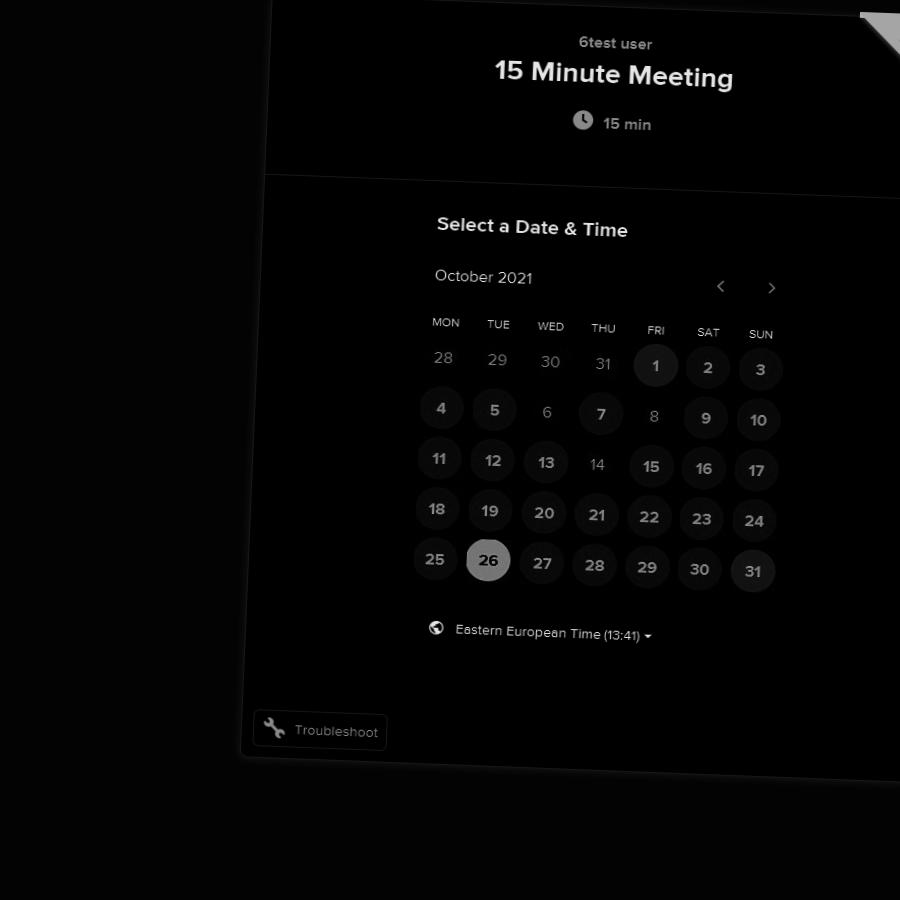 6test user
15 Minute Meeting
15 min
Select a Date & Time
October 2021
MON TUE WED THU FRI SAT SUN
28 29 30 31 1 2 3
4 5 6 7 8 9 10
11 12 13 14 15 16 17
18 19 20 21 22 23 24
25 26 27 28 29 30 31
Eastern European Time (13:41)
Troubleshoot